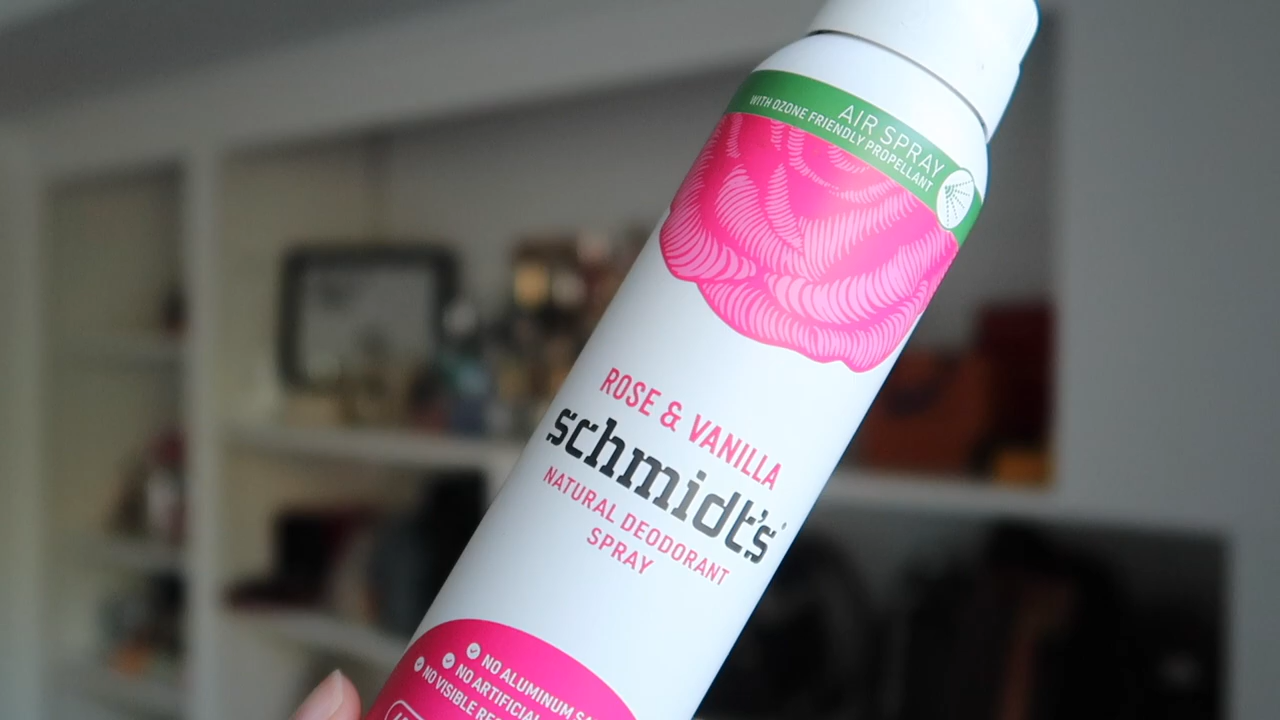 AIR SPRAY
WITH OZONE FRIENDLY PROPELLANT
ROSE & VANILLA
schmidt's
NATURAL DEODORANT
SPRAY
NO ALUMINUM
NO ARTIFICIAL
NO VISIBLE